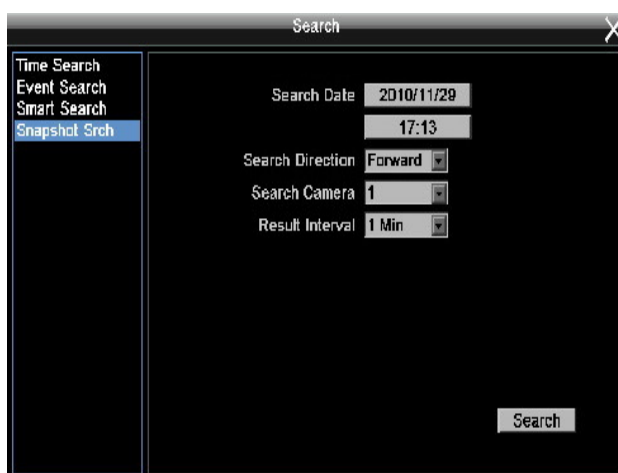 Search
X
Time Search
Event Search
Smart Search
Snapshot Srch
Search Date 2010/11/29
17:13
Search Direction Forward
Search Camera 1
Result Interval 1 Min
Search